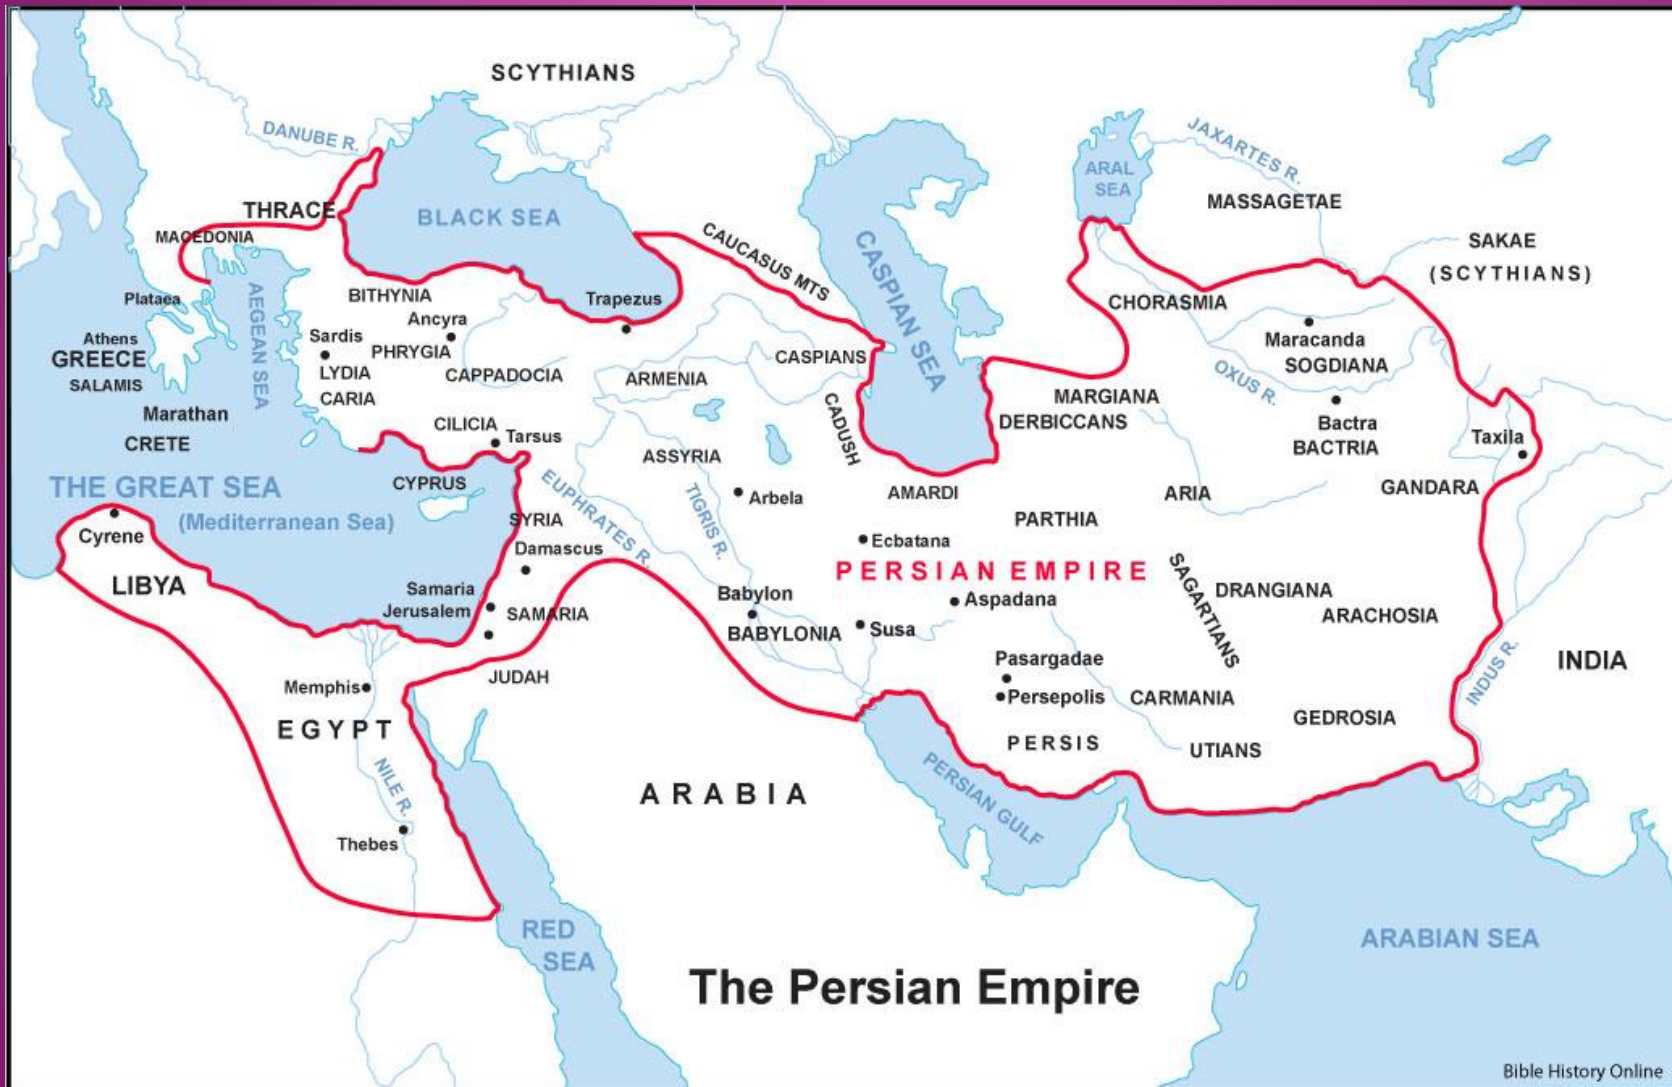 SCYTHIANS
DANUBE R.
JAXARTES R.
ARAL
SEA
MASSAGETAE
THRACE
BLACK SEA
MACEDONIA
CAUCASUS MTS
CASPIAN SEA
SAKAE
(SCYTHIANS)
Plataea
AEGEAN SEA
BITHYNIA
Trapezus
CHORASMIA
Athens
GREECE
SALAMIS
Sardis
LYDIA
CARIA
Ancyra
PHRYGIA
CAPPADOCIA
ARMENIA
CASPIANS
CADUSH
Maracanda
SOGDIANA
OXUS R.
MARGIANA
DERBICCANS
Bactra
BACTRIA
Taxila
Marathan
CRETE
CILICIA
Tarsus
ASSYRIA
THE GREAT SEA
(Mediterranean Sea)
CYPRUS
EUPHRATES R.
TIGRIS R.
Arbela
AMARDI
PARTHIA
ARIA
GANDARA
Cyrene
LIBYA
SYRIA
Damascus
Ecbatana
PERSIAN EMPIRE
SAGARTIANS
DRANGIANA
ARACHOSIA
Samaria
Jerusalem
SAMARIA
Babylon
BABYLONIA
Susa
Aspadana
INDUS R.
INDIA
JUDAH
Memphis
EGYPT
NILE R.
Thebes
Pasargadae
Persepolis
PERSIS
CARMANIA
UTIANS
GEDROSIA
ARABIA
PERSIAN GULF
RED
SEA
ARABIAN SEA
The Persian Empire
Bible History Online